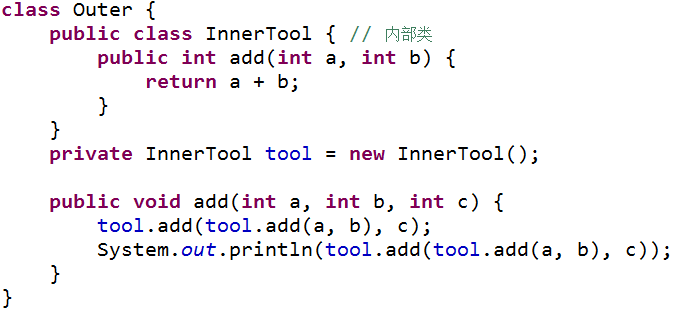 class Outer {
    public class InnerTool { // 内部类
        public int add(int a, int b) {
            return a + b;
        }
    }
    private InnerTool tool = new InnerTool();

    public void add(int a, int b, int c) {
        tool.add(tool.add(a, b), c);
        System.out.println(tool.add(tool.add(a, b), c));
    }
}